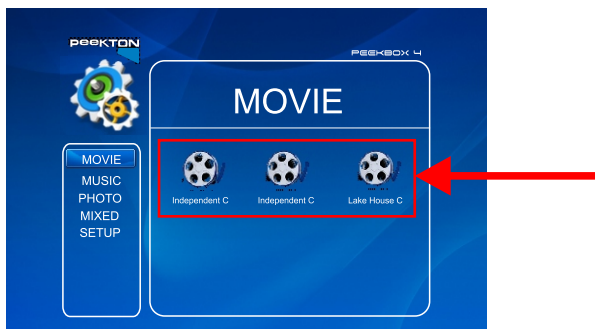 PEEKTON
PEEKBOX 4
MOVIE
MOVIE
MUSIC
PHOTO
MIXED
SETUP
Independent C
Independent C
Lake House C